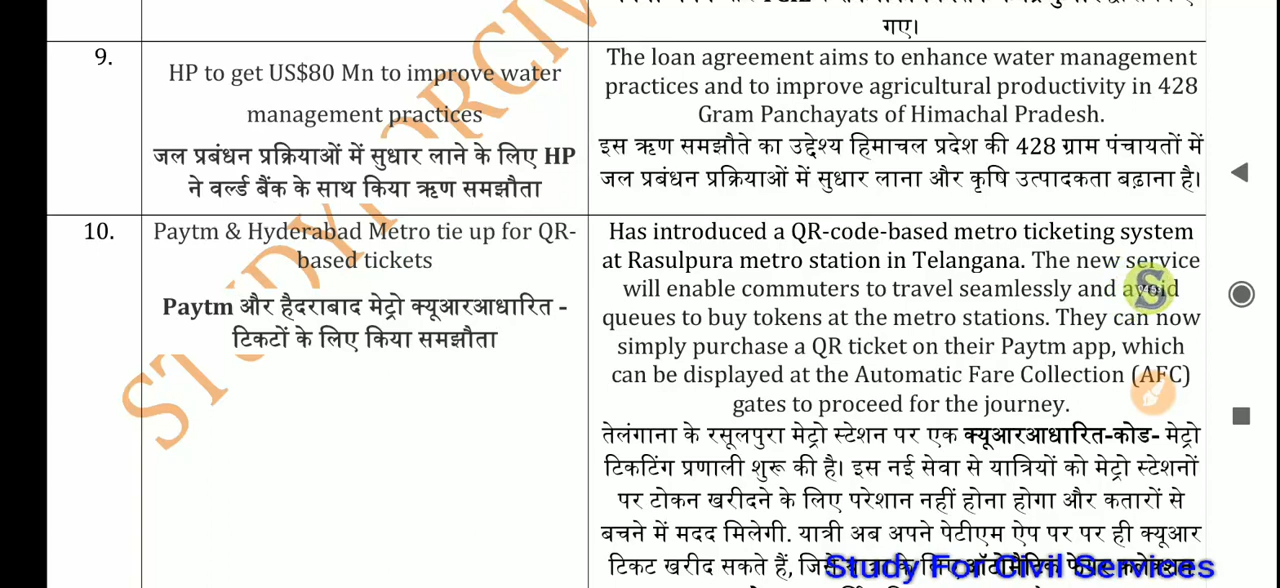 गए।
9.
HP to get US$80 Mn to improve water
management practices
जल प्रबंधन प्रक्रियाओं में सुधार लाने के लिए HP
ने वर्ल्ड बैंक के साथ किया ऋण समझौता
The loan agreement aims to enhance water management
practices and to improve agricultural productivity in 428
Gram Panchayats of Himachal Pradesh.
इस ऋण समझौते का उद्देश्य हिमाचल प्रदेश की 428 ग्राम पंचायतों में
जल प्रबंधन प्रक्रियाओं में सुधार लाना और कृषि उत्पादकता बढ़ाना है।
10.
Paytm & Hyderabad Metro tie up for QR-
based tickets
Paytm और हैदराबाद मेट्रो क्यूआरआधारित -
टिकटों के लिए किया समझौता
Has introduced a QR-code-based metro ticketing system
at Rasulpura metro station in Telangana. The new service
will enable commuters to travel seamlessly and avoid
queues to buy tokens at the metro stations. They can now
simply purchase a QR ticket on their Paytm app, which
can be displayed at the Automatic Fare Collection (AFC)
gates to proceed for the journey.
तेलंगाना के रसूलपुरा मेट्रो स्टेशन पर एक क्यूआरआधारित-कोड- मेट्रो
टिकटिंग प्रणाली शुरू की है। इस नई सेवा से यात्रियों को मेट्रो स्टेशनों
पर टोकन खरीदने के लिए परेशान नहीं होना होगा और कतारों से
बचने में मदद मिलेगी. यात्री अब अपने पेटीएम ऐप पर पर ही क्यूआर
टिकट खरीद सकते हैं,
Study For Civil Services